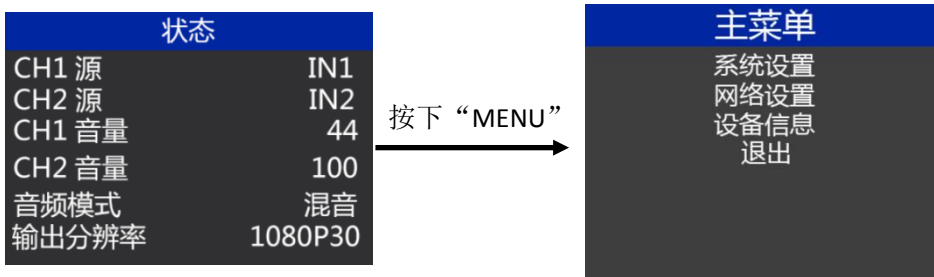 状态
CH1 源 IN1
CH2 源 IN2
CH1 音量 44
CH2 音量 100
音频模式 混音
输出分辨率 1080P30
按下“MENU”
主菜单
系统设置
网络设置
设备信息
退出